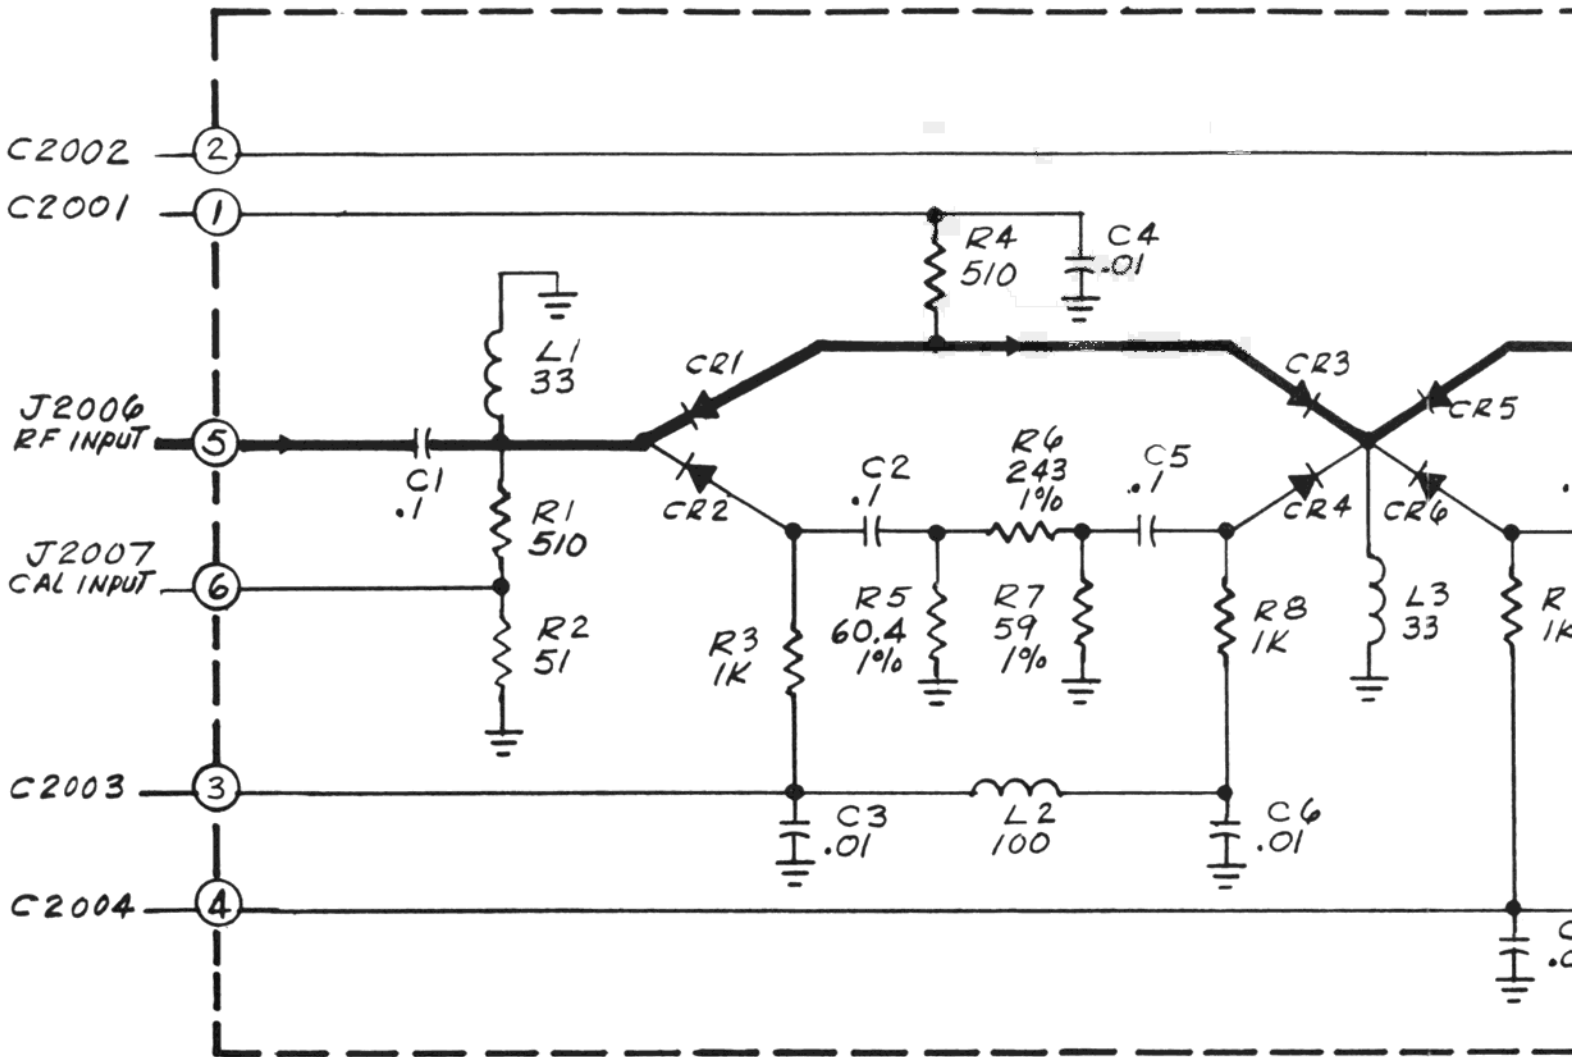 C2002
2
C2001
1
R4
510
C4
.01
L1
33
CR1
CR3
CR5
J2006
RF INPUT
5
C1
.1
R1
510
CR2
C2
.1
R6
243
1%
C5
.1
CR4
CR6
J2007
CAL INPUT
6
R2
51
R3
1K
R5
60.4
1%
R7
59
1%
R8
1K
L3
33
R
1K
C2003
3
C3
.01
L2
100
C6
.01
C2004
4